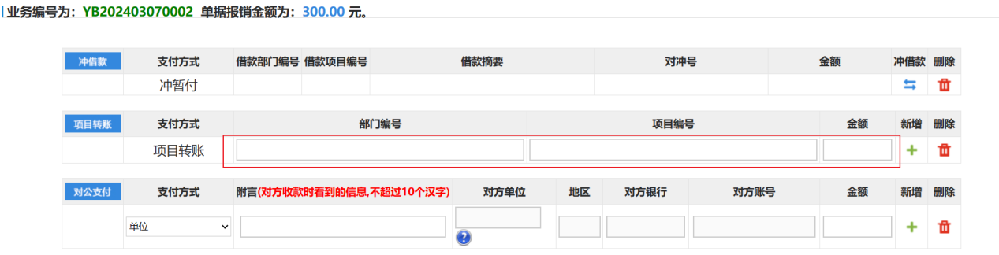 业务编号为：YB202403070002 单据报销金额为：300.00 元。
冲借款 支付方式 借款部门编号 借款项目编号 借款摘要 对冲号 金额 冲借款 删除
冲暂付
项目转账 支付方式 部门编号 项目编号 金额 新增 删除
项目转账
对公支付 支付方式 附言(对方收款时看到的信息,不超过10个汉字) 对方单位 地区 对方银行 对方账号 金额 新增 删除
单位
?